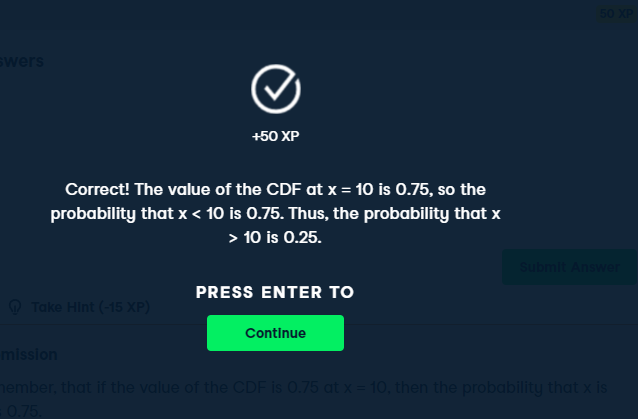 50 XP
swers
+50 XP
Correct! The value of the CDF at x = 10 is 0.75, so the
probability that x < 10 is 0.75. Thus, the probability that x
> 10 is 0.25.
Submit Answer
PRESS ENTER TO
Take Hint (-15 XP)
Continue
mission
nember, that if the value of the CDF is 0.75 at x = 10, then the probability that x is
0.75.